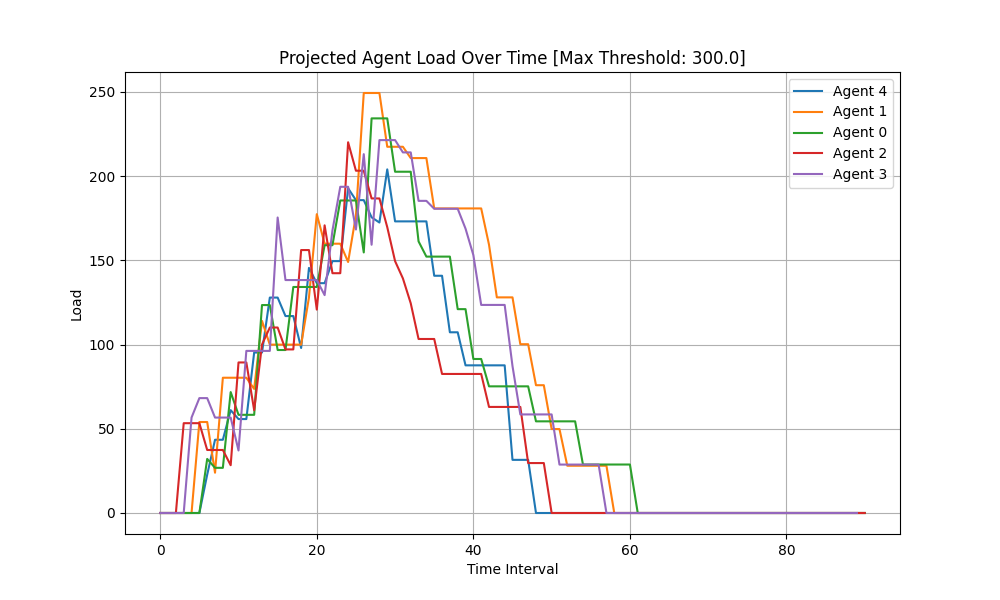 Projected Agent Load Over Time [Max Threshold: 300.0]
Load
250
200
150
100
50
0
Agent 4
Agent 1
Agent 0
Agent 2
Agent 3
0 20 40 60 80
Time Interval